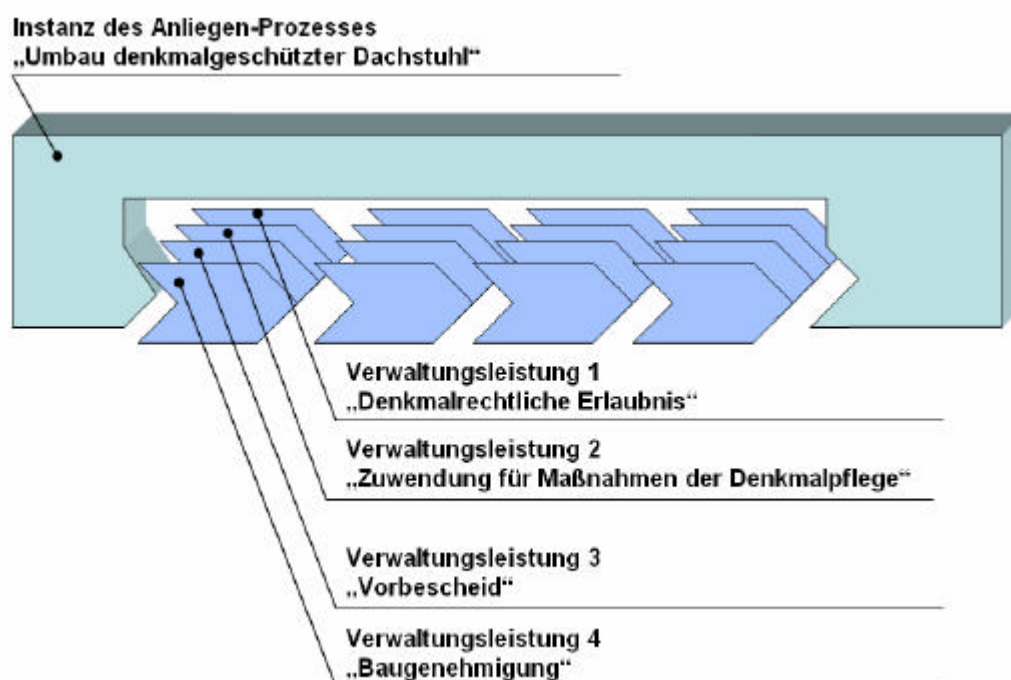 Instanz des Anliegen-Prozesses
„Umbau denkmalgeschützter Dachstuhl“
Verwaltungsleistung 1
„Denkmalrechtliche Erlaubnis“
Verwaltungsleistung 2
„Zuwendung für Maßnahmen der Denkmalpflege“
Verwaltungsleistung 3
„Vorbescheid“
Verwaltungsleistung 4
„Baugenehmigung“